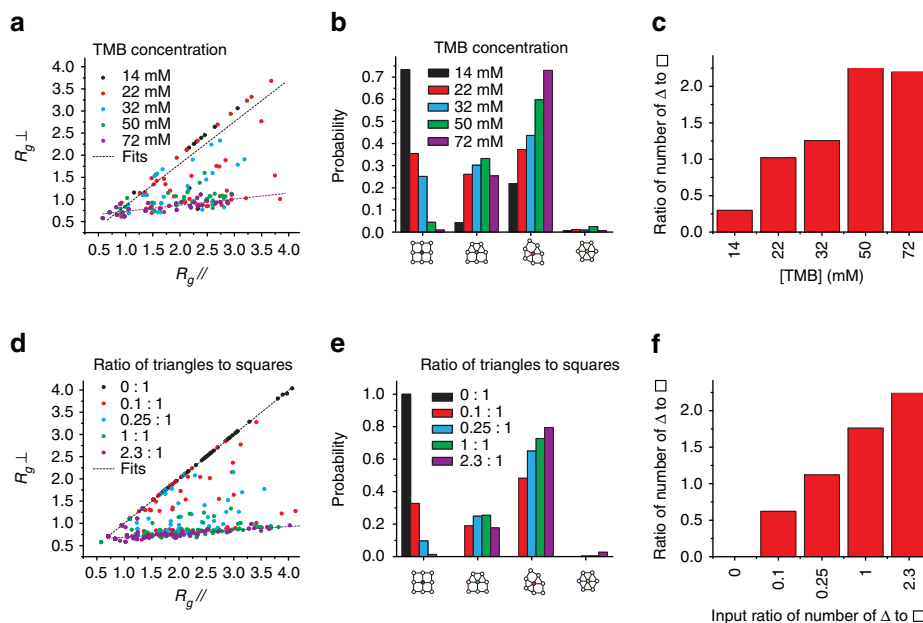 a
TMB concentration
14 mM
22 mM
32 mM
50 mM
72 mM
Fits
4.0
3.5
3.0
2.5
2.0
1.5
1.0
0.5
Rg ⊥
0.5 1.0 1.5 2.0 2.5 3.0 3.5 4.0
Rg //
b
TMB concentration
14 mM
22 mM
32 mM
50 mM
72 mM
0.7
0.6
0.5
0.4
0.3
0.2
0.1
0.0
Probability
c
Ratio of number of Δ to □
2.0
1.5
1.0
0.5
0.0
14 22 32 50 72
[TMB] (mM)
d
Ratio of triangles to squares
0 : 1
0.1 : 1
0.25 : 1
1 : 1
2.3 : 1
Fits
4.0
3.5
3.0
2.5
2.0
1.5
1.0
0.5
Rg ⊥
0.5 1.0 1.5 2.0 2.5 3.0 3.5 4.0
Rg //
e
Ratio of triangles to squares
0 : 1
0.1 : 1
0.25 : 1
1 : 1
2.3 : 1
1.0
0.8
0.6
0.4
0.2
0.0
Probability
f
Ratio of number of Δ to □
2.0
1.5
1.0
0.5
0.0
0 0.1 0.25 1 2.3
Input ratio of number of Δ to □